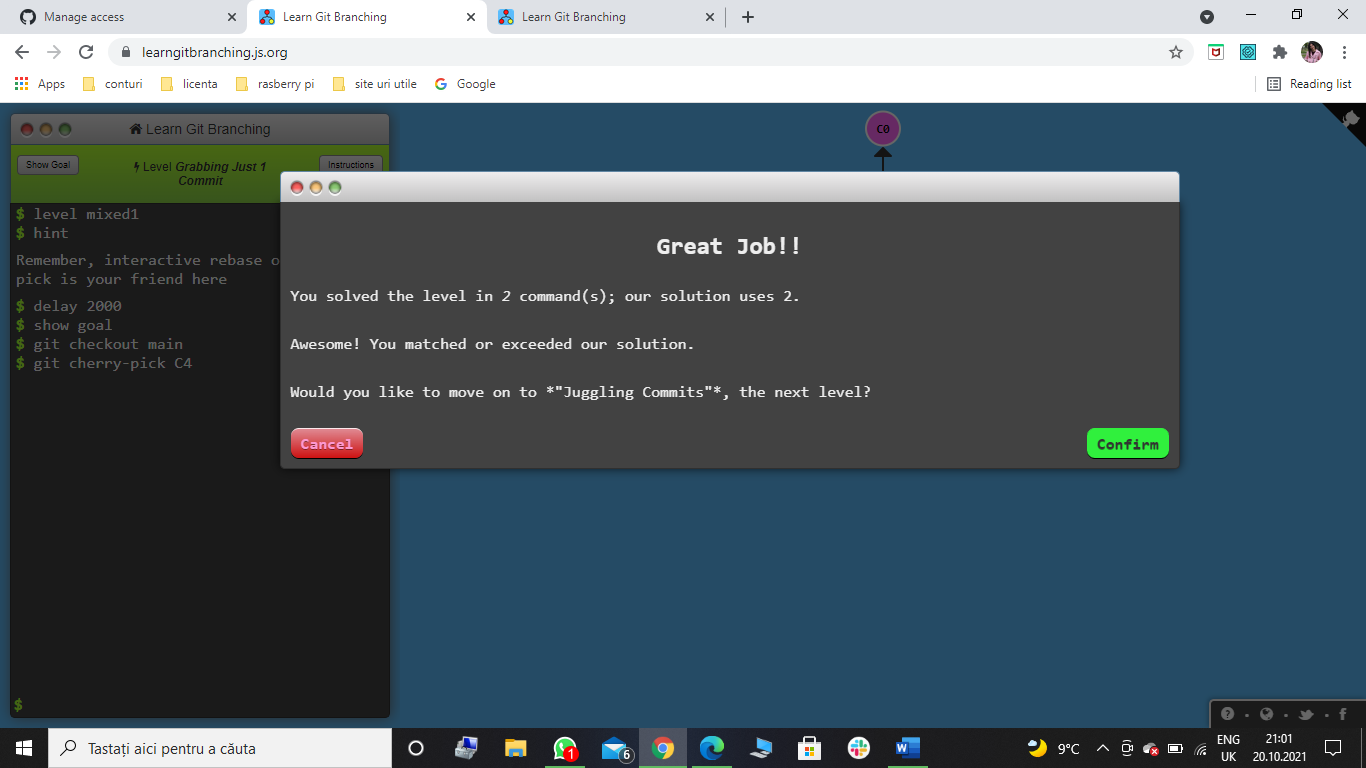 Manage access
Learn Git Branching
Learn Git Branching
learngitbranching.js.org
Apps
conturi
licenta
rasberry pi
site uri utile
Google
Reading list
Learn Git Branching
Show Goal
Level Grabbing Just 1
Commit
Instructions
C0
$ level mixed1
$ hint
Remember, interactive rebase o
pick is your friend here
$ delay 2000
$ show goal
$ git checkout main
$ git cherry-pick C4
$
Great Job!!
You solved the level in 2 command(s); our solution uses 2.
Awesome! You matched or exceeded our solution.
Would you like to move on to *"Juggling Commits"*, the next level?
Cancel
Confirm
Tastați aici pentru a căuta
1
6
9°C
ENG
UK
21:01
20.10.2021